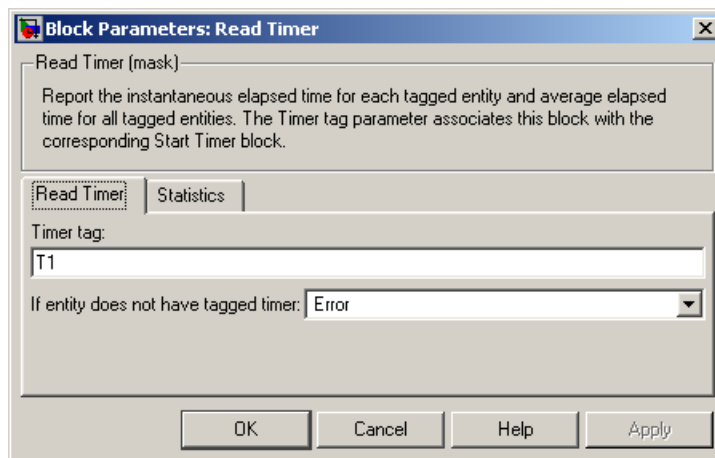 Block Parameters: Read Timer
Read Timer (mask)
Report the instantaneous elapsed time for each tagged entity and average elapsed
time for all tagged entities. The Timer tag parameter associates this block with the
corresponding Start Timer block.
Read Timer Statistics
Timer tag:
T1
If entity does not have tagged timer: Error
OK Cancel Help Apply